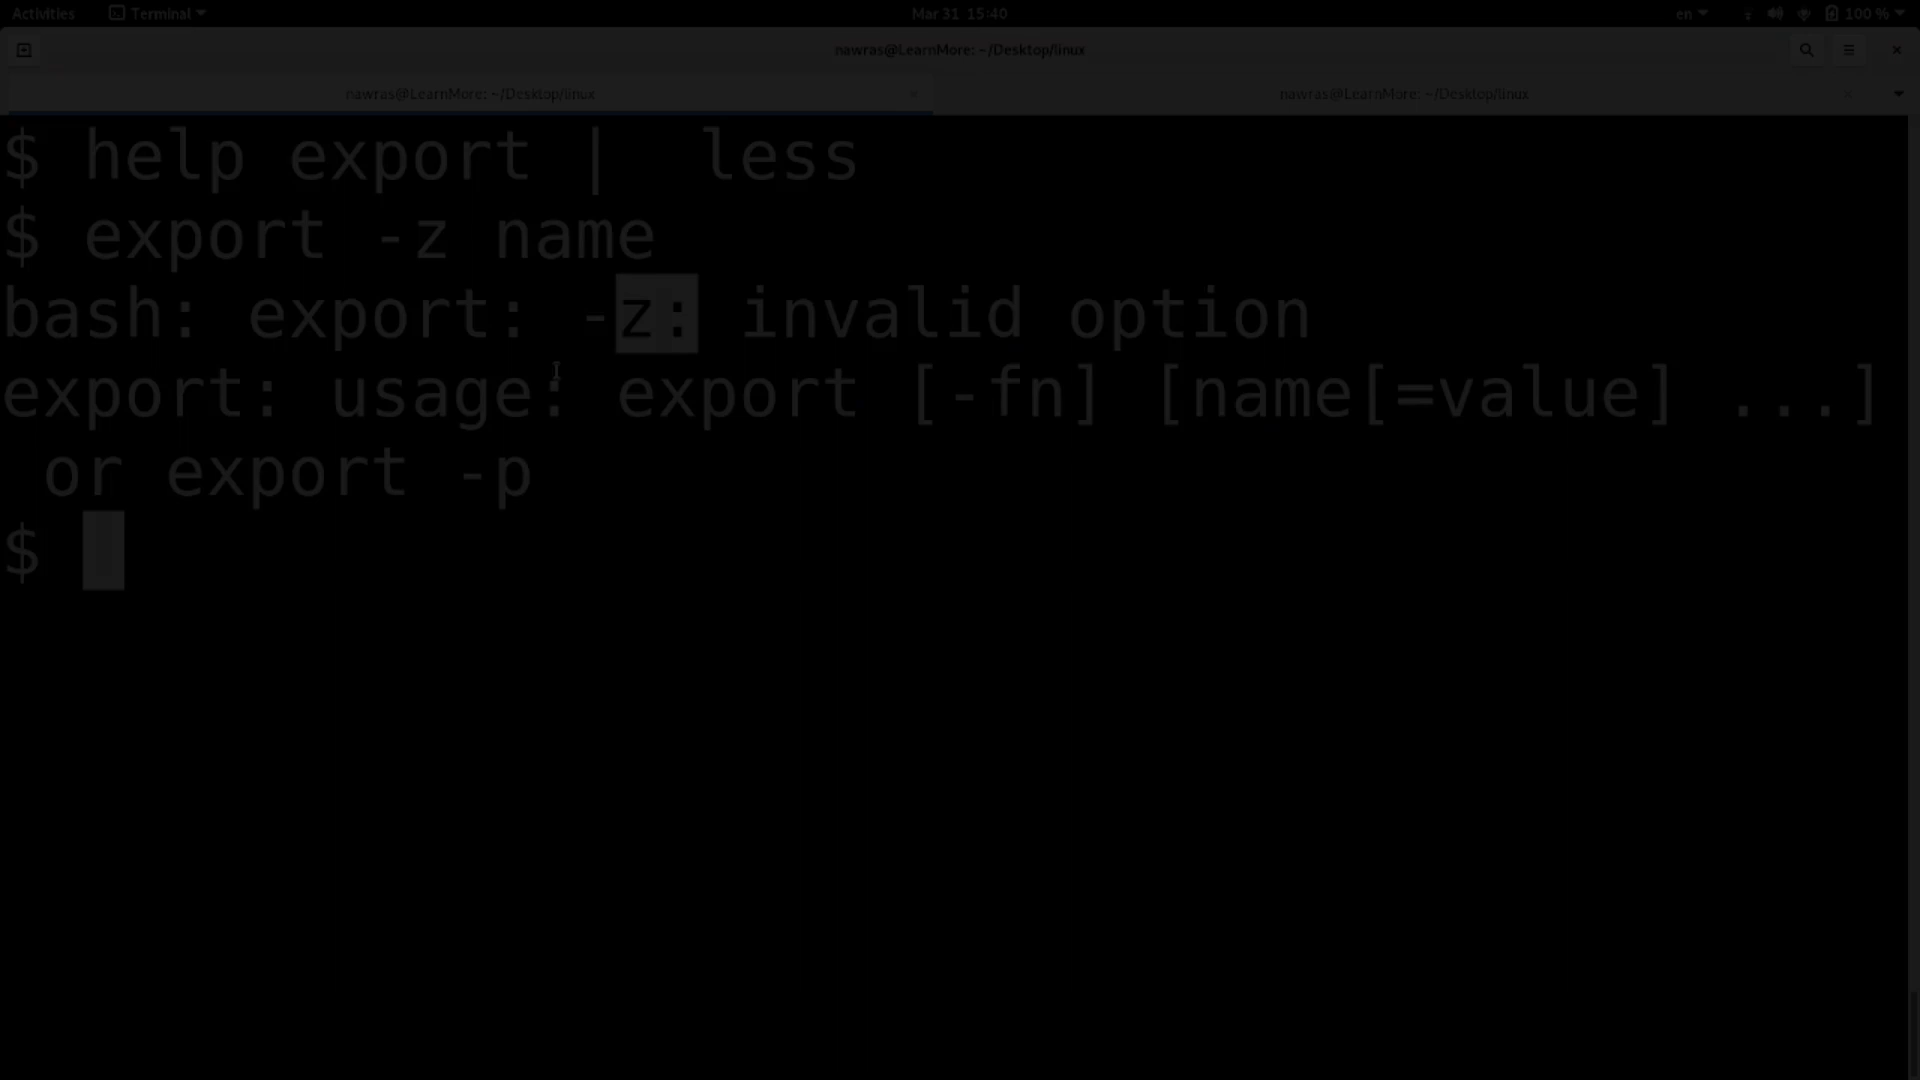 Activities Terminal Mar 31 15:40 en 100 %
nawras@LearnMore: ~/Desktop/linux
nawras@LearnMore: ~/Desktop/linux nawras@LearnMore: ~/Desktop/linux
$ help export |  less
$ export -z name
bash: export: -z: invalid option
export: usage: export [-fn] [name[=value] ...]
 or export -p
$